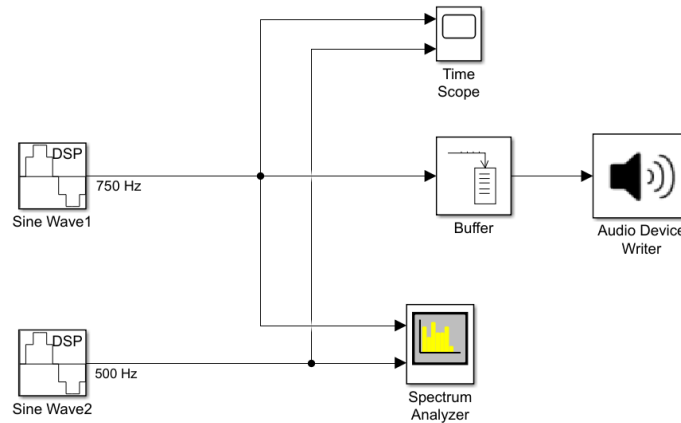 Time
Scope
DSP
750 Hz
Sine Wave1
Buffer
Audio Device
Writer
DSP
500 Hz
Sine Wave2
Spectrum
Analyzer